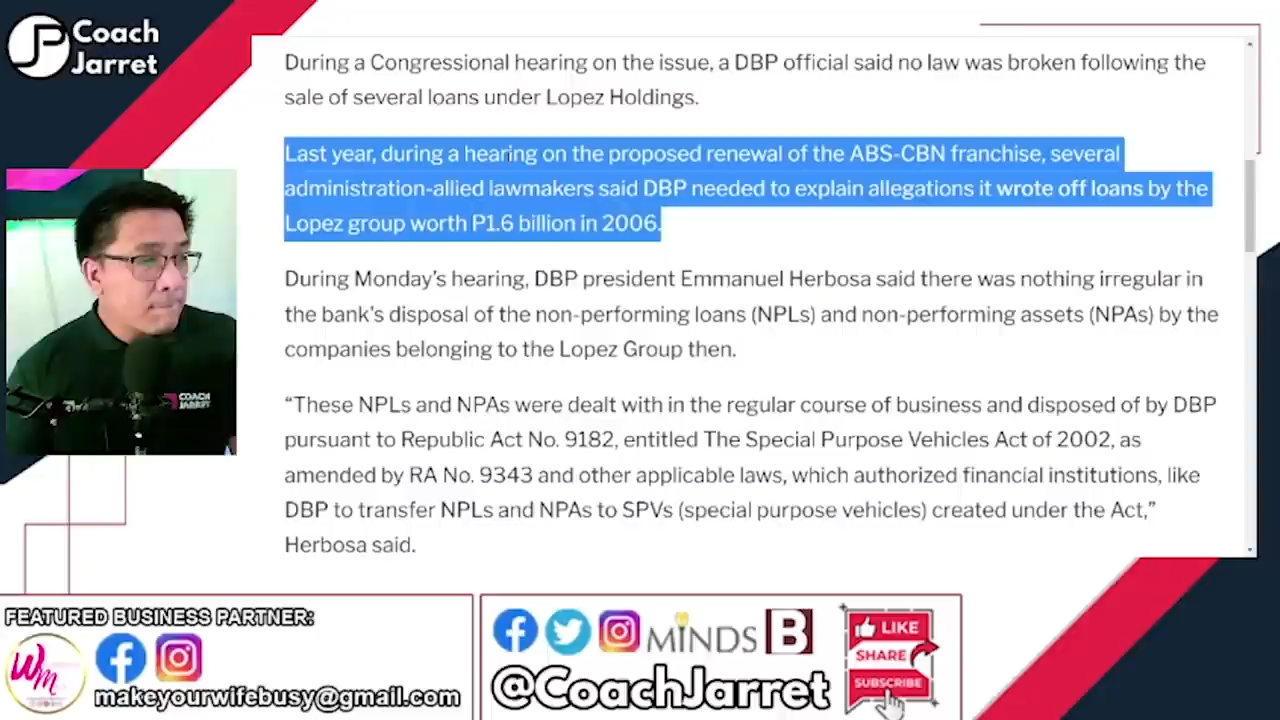 Coach
Jarret
During a Congressional hearing on the issue, a DBP official said no law was broken following the
sale of several loans under Lopez Holdings.
Last year, during a hearing on the proposed renewal of the ABS-CBN franchise, several
administration-allied lawmakers said DBP needed to explain allegations it wrote off loans by the
Lopez group worth P1.6 billion in 2006.
During Monday’s hearing, DBP president Emmanuel Herbosa said there was nothing irregular in
the bank's disposal of the non-performing loans (NPLs) and non-performing assets (NPAs) by the
companies belonging to the Lopez Group then.
“These NPLs and NPAs were dealt with in the regular course of business and disposed of by DBP
pursuant to Republic Act No. 9182, entitled The Special Purpose Vehicles Act of 2002, as
amended by RA No. 9343 and other applicable laws, which authorized financial institutions, like
DBP to transfer NPLs and NPAs to SPVs (special purpose vehicles) created under the Act,”
Herbosa said.
COACH
JARRET
FEATURED BUSINESS PARTNER:
Wm
makeyourwifebusy@gmail.com
MINDS B
@CoachJarret
LIKE
SHARE
SUBSCRIBE